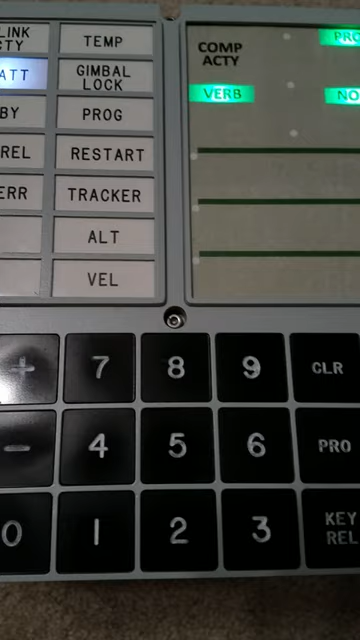 LINK
CTY
TEMP
ATT
GIMBAL
LOCK
BY
PROG
REL
RESTART
ERR
TRACKER
ALT
VEL
COMP
ACTY
PRO
VERB
NO
+
7
8
9
CLR
-
4
5
6
PRO
0
1
2
3
KEY
REL